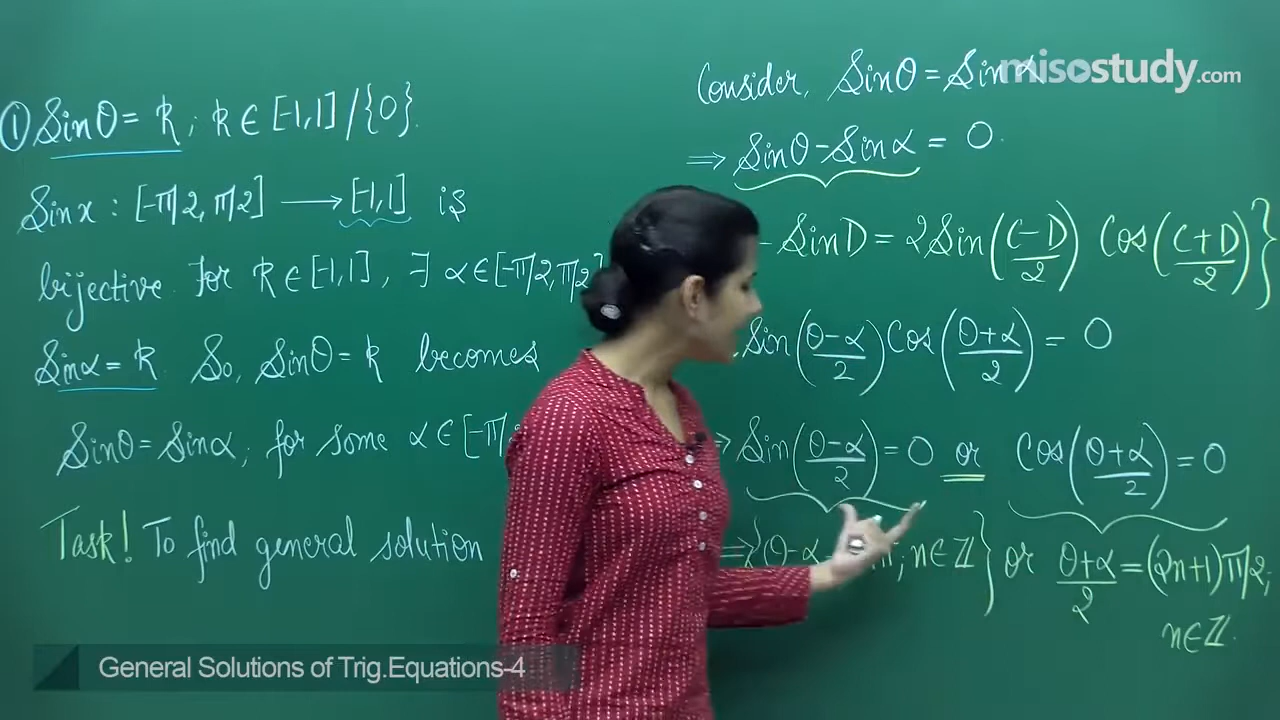 ① Sinθ = k ; k ∈ [-1,1] / {0}.
Sin x : [-π/2, π/2] ⟶ [-1,1] is
bijective. For k ∈ [-1,1], ∃ α ∈ [-π/2, π/2]
Sinα = k. So, Sinθ = k becomes
Sinθ = Sinα, for some α ∈ [-π/
Task! To find general solution
Consider, Sinθ = Sinα
misostudy.com
⟹ Sinθ - Sinα = 0.
- SinD = 2Sin((C-D)/2) Cos((C+D)/2)}
Sin((θ-α)/2) Cos((θ+α)/2) = 0
⇒ Sin((θ-α)/2) = 0 or Cos((θ+α)/2) = 0
⟹ ; n ∈ ℤ } or (θ+α)/2 = (2n+1)π/2,
n ∈ ℤ.
General Solutions of Trig.Equations-4